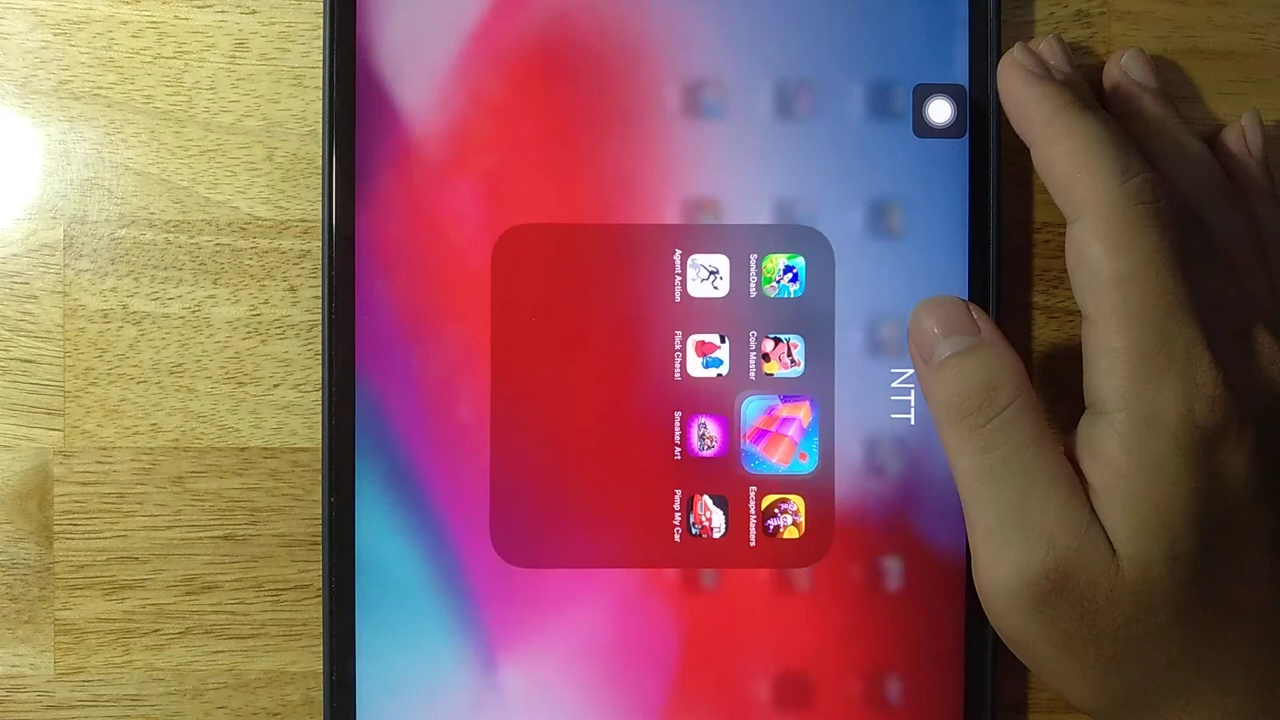 NTT
SonicDash
Coin Master
Escape Masters
Agent Action
Flick Chess!
Sneaker Art
Pimp My Car